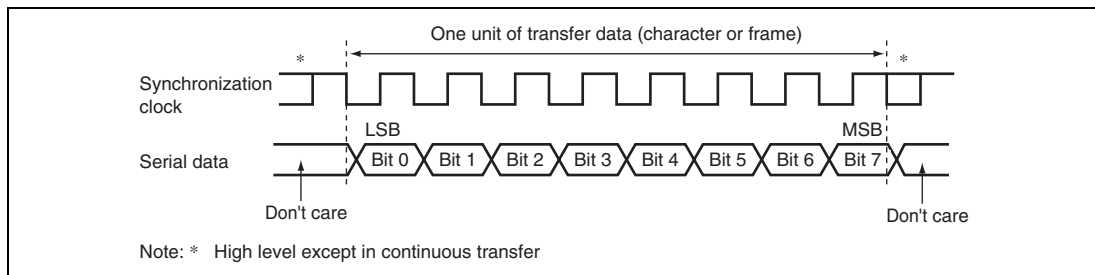 One unit of transfer data (character or frame)
* *
Synchronization
clock
LSB MSB
Serial data Bit 0 Bit 1 Bit 2 Bit 3 Bit 4 Bit 5 Bit 6 Bit 7
Don't care Don't care
Note: * High level except in continuous transfer